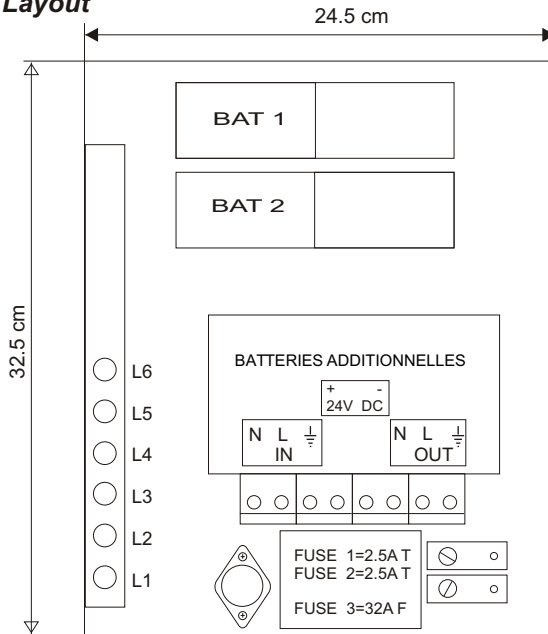 Layout
24.5 cm
32.5 cm
BAT 1
BAT 2
BATTERIES ADDITIONNELLES
+ -
24V DC
N L
IN
N L
OUT
L6
L5
L4
L3
L2
L1
FUSE 1=2.5A T
FUSE 2=2.5A T
FUSE 3=32A F